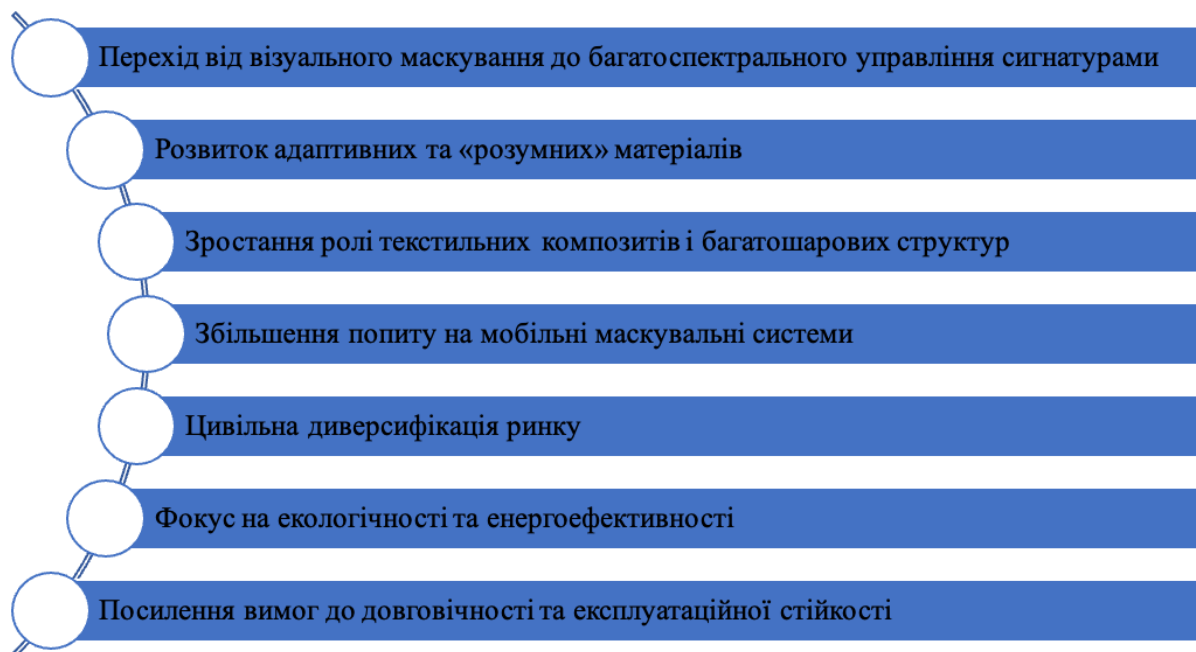 Перехід від візуального маскування до багатоспектрального управління сигнатурами
Розвиток адаптивних та «розумних» матеріалів
Зростання ролі текстильних композитів і багатошарових структур
Збільшення попиту на мобільні маскувальні системи
Цивільна диверсифікація ринку
Фокус на екологічності та енергоефективності
Посилення вимог до довговічності та експлуатаційної стійкості